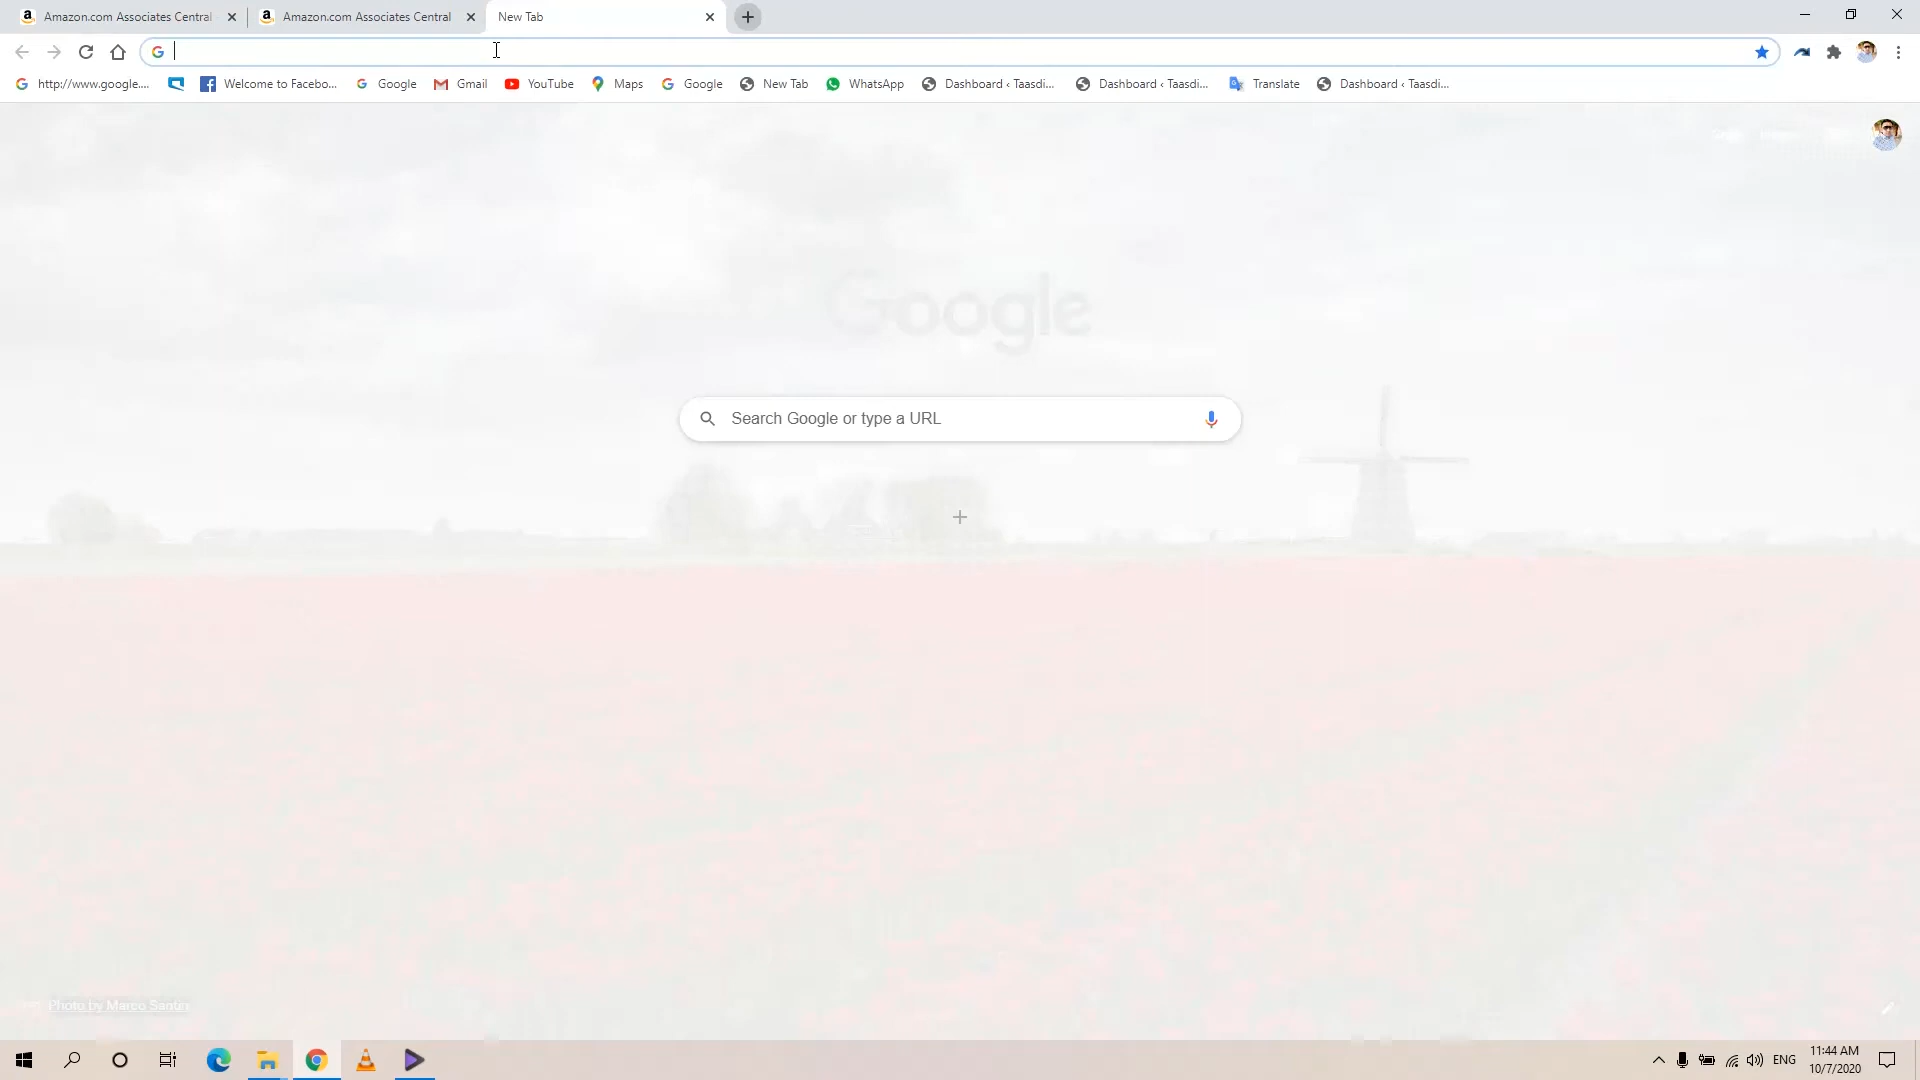 Amazon.com Associates Central
Amazon.com Associates Central
New Tab
http://www.google....
Welcome to Facebo...
Google
Gmail
YouTube
Maps
Google
New Tab
WhatsApp
Dashboard ‹ Taasdi...
Dashboard ‹ Taasdi...
Translate
Dashboard ‹ Taasdi...
Google
Search Google or type a URL
Photo by Marco Santin
ENG
11:44 AM
10/7/2020